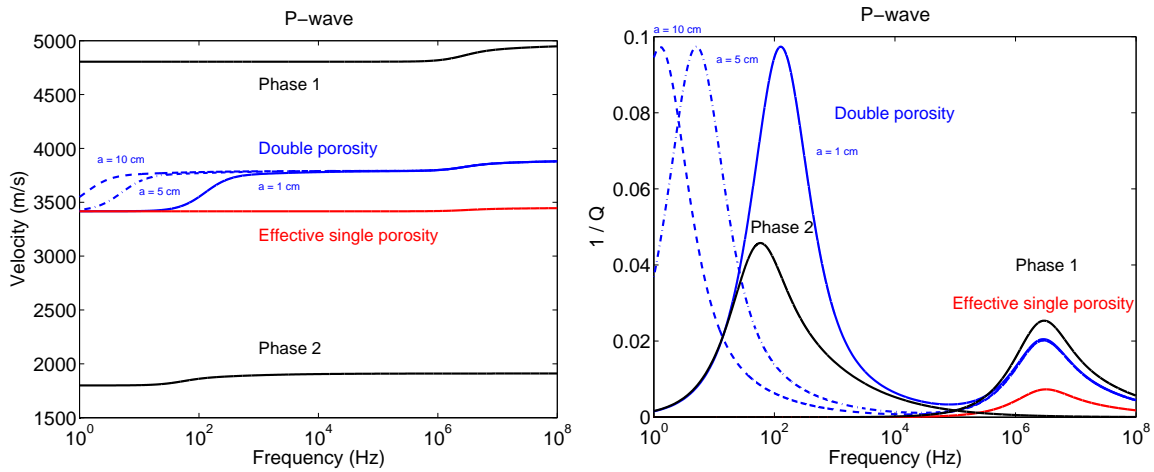 P−wave
5000
4500
4000
3500
3000
2500
2000
1500
Velocity (m/s)
Phase 1
Double porosity
a = 10 cm
a = 5 cm
a = 1 cm
Effective single porosity
Phase 2
10^0
10^2
10^4
10^6
10^8
Frequency (Hz)
P−wave
0.1
0.08
0.06
0.04
0.02
0
1 / Q
a = 10 cm
a = 5 cm
Double porosity
a = 1 cm
Phase 2
Phase 1
Effective single porosity
10^0
10^2
10^4
10^6
10^8
Frequency (Hz)